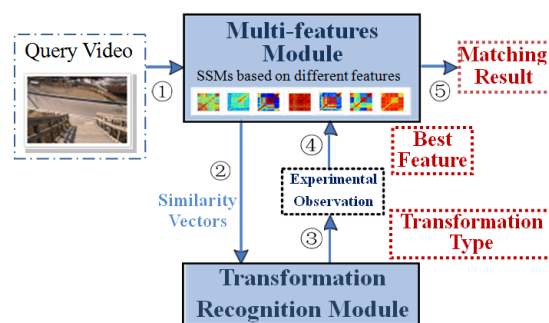 Query Video
①
Multi-features
Module
SSMs based on different features
⑤
Matching
Result
②
Similarity
Vectors
④
Experimental
Observation
③
Best
Feature
Transformation
Type
Transformation
Recognition Module